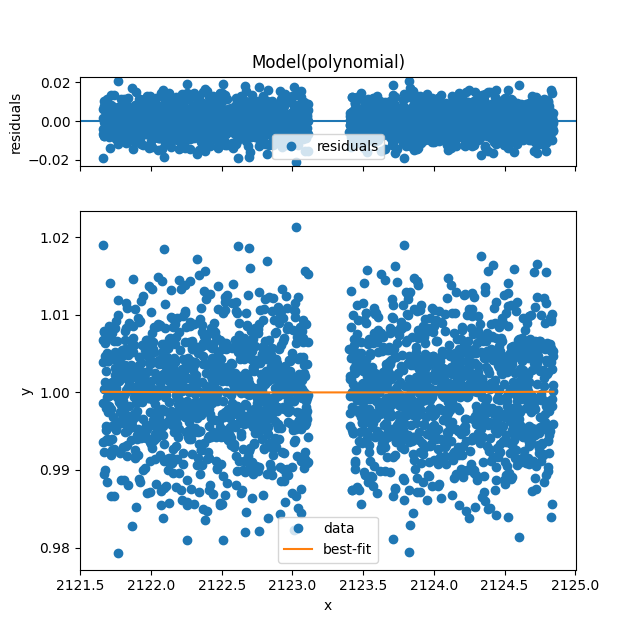 Model(polynomial)
residuals
0.02
0.00
−0.02
residuals
y
1.02
1.01
1.00
0.99
0.98
data
best-fit
2121.5 2122.0 2122.5 2123.0 2123.5 2124.0 2124.5 2125.0
x